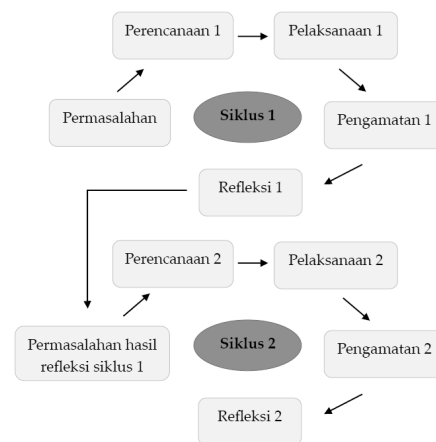 Perencanaan 1
Pelaksanaan 1
Permasalahan
Siklus 1
Pengamatan 1
Refleksi 1
Perencanaan 2
Pelaksanaan 2
Permasalahan hasil
refleksi siklus 1
Siklus 2
Pengamatan 2
Refleksi 2